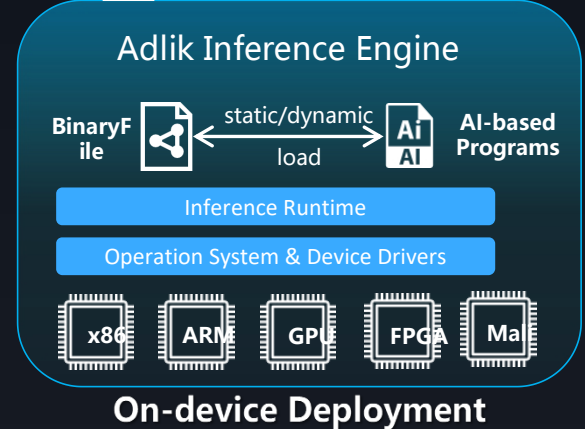 Adlik Inference Engine
BinaryF
ile
static/dynamic
load
Ai
AI
AI-based
Programs
Inference Runtime
Operation System & Device Drivers
x86
ARM
GPU
FPGA
Mali
On-device Deployment